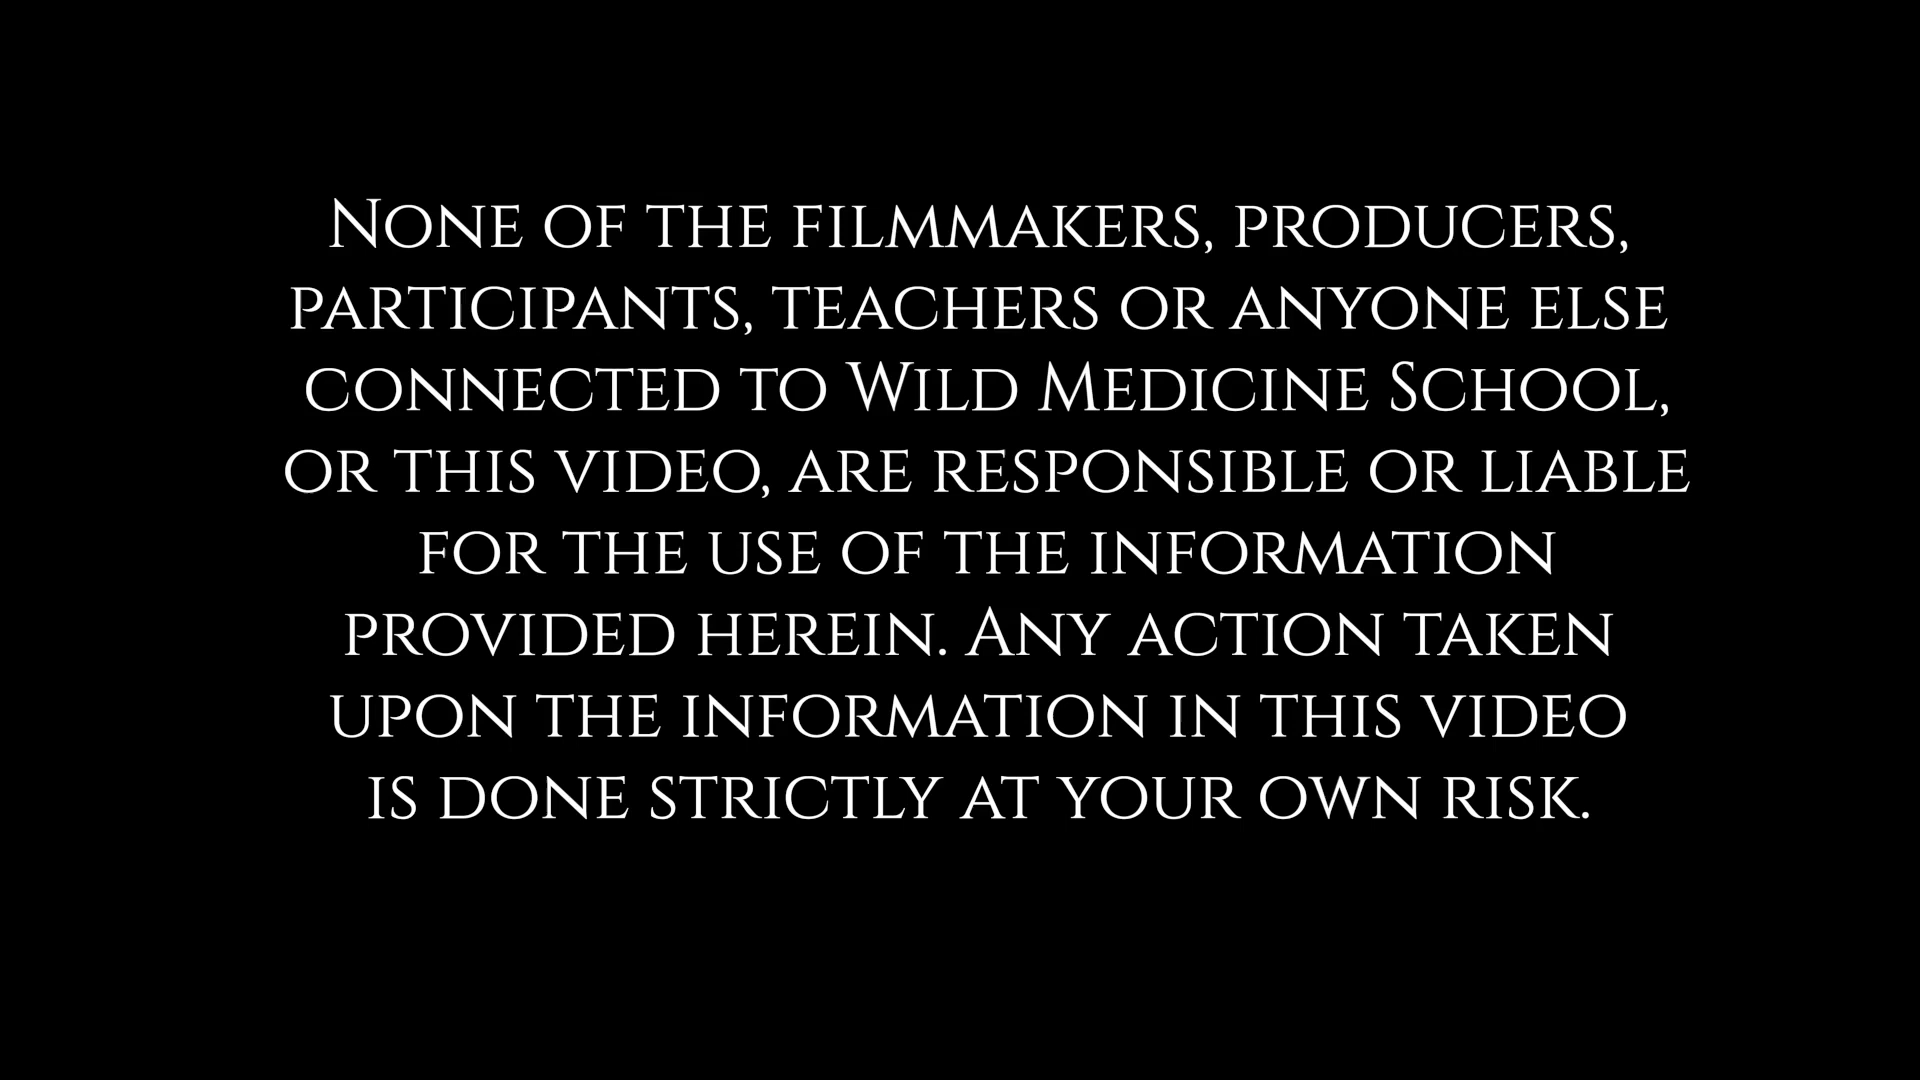 None of the filmmakers, producers,
participants, teachers or anyone else
connected to Wild Medicine School,
or this video, are responsible or liable
for the use of the information
provided herein. Any action taken
upon the information in this video
is done strictly at your own risk.